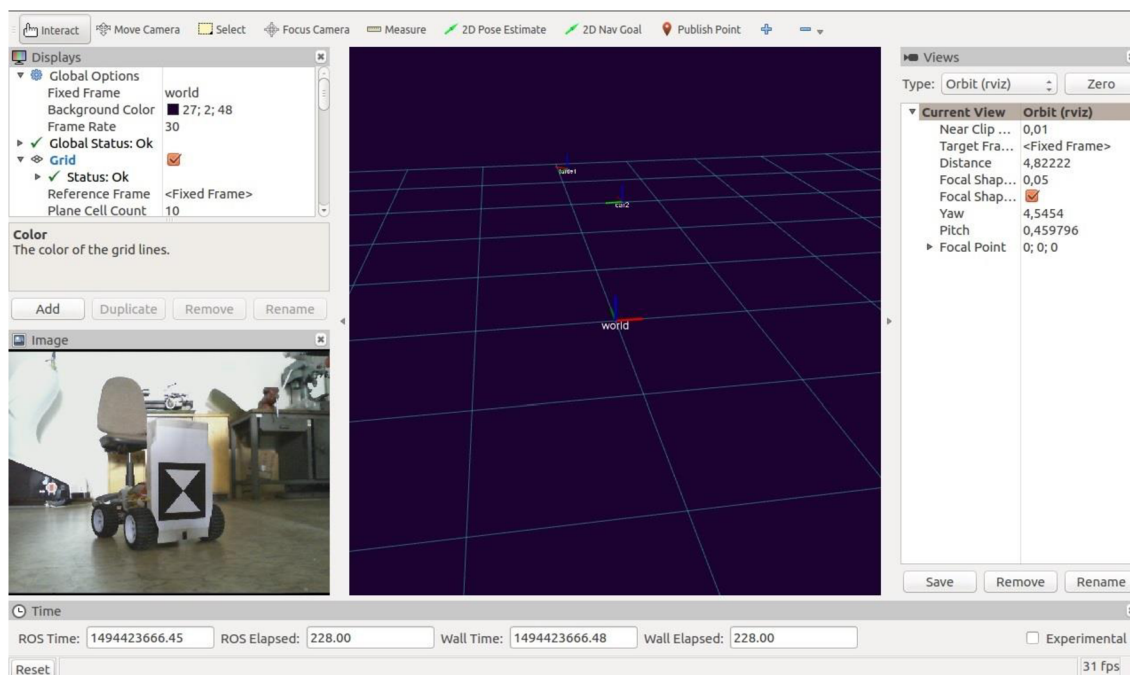 Interact Move Camera Select Focus Camera Measure 2D Pose Estimate 2D Nav Goal Publish Point
Displays
Global Options
Fixed Frame world
Background Color 27; 2; 48
Frame Rate 30
Global Status: Ok
Grid
Status: Ok
Reference Frame <Fixed Frame>
Plane Cell Count 10
Color
The color of the grid lines.
Add Duplicate Remove Rename
Image
car2
world
Views
Type: Orbit (rviz) Zero
Current View Orbit (rviz)
Near Clip ... 0,01
Target Fra... <Fixed Frame>
Distance 4,82222
Focal Shap... 0,05
Focal Shap...
Yaw 4,5454
Pitch 0,459796
Focal Point 0; 0; 0
Save Remove Rename
Time
ROS Time: 1494423666.45 ROS Elapsed: 228.00 Wall Time: 1494423666.48 Wall Elapsed: 228.00 Experimental
Reset 31 fps